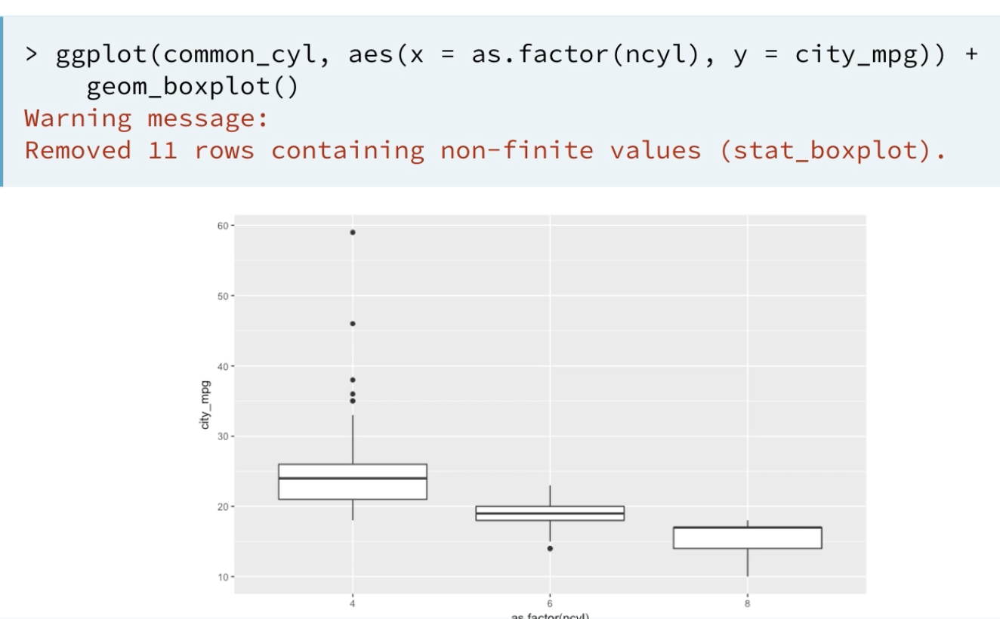 > ggplot(common_cyl, aes(x = as.factor(ncyl), y = city_mpg)) +
geom_boxplot()
Warning message:
Removed 11 rows containing non-finite values (stat_boxplot).
60
50
40
30
20
10
city_mpg
4 6 8
as.factor(ncyl)